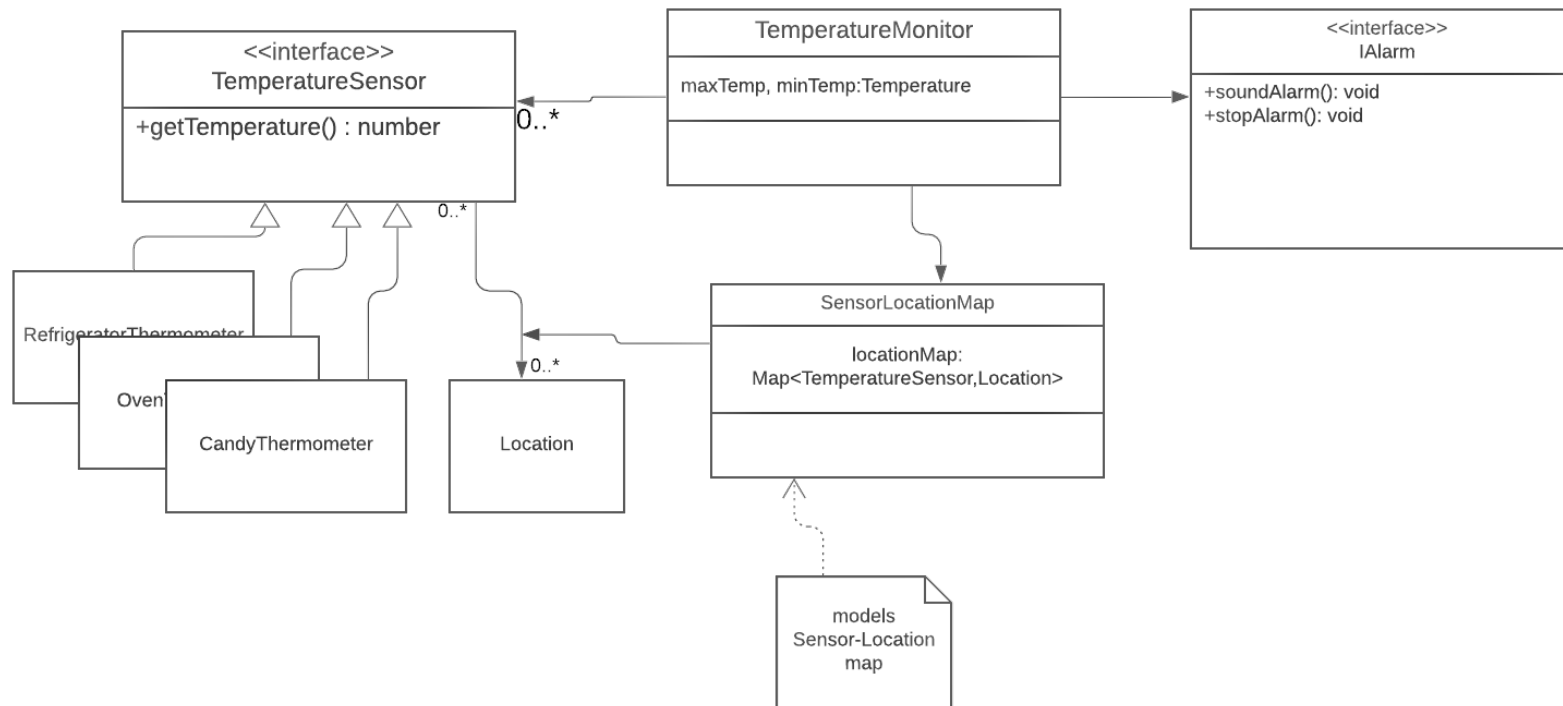 <<interface>>
TemperatureSensor
+getTemperature() : number
0..*
TemperatureMonitor
maxTemp, minTemp:Temperature
<<interface>>
IAlarm
+soundAlarm(): void
+stopAlarm(): void
0..*
0..*
RefrigeratorThermometer
CandyThermometer
Location
SensorLocationMap
locationMap:
Map<TemperatureSensor,Location>
models
Sensor-Location
map